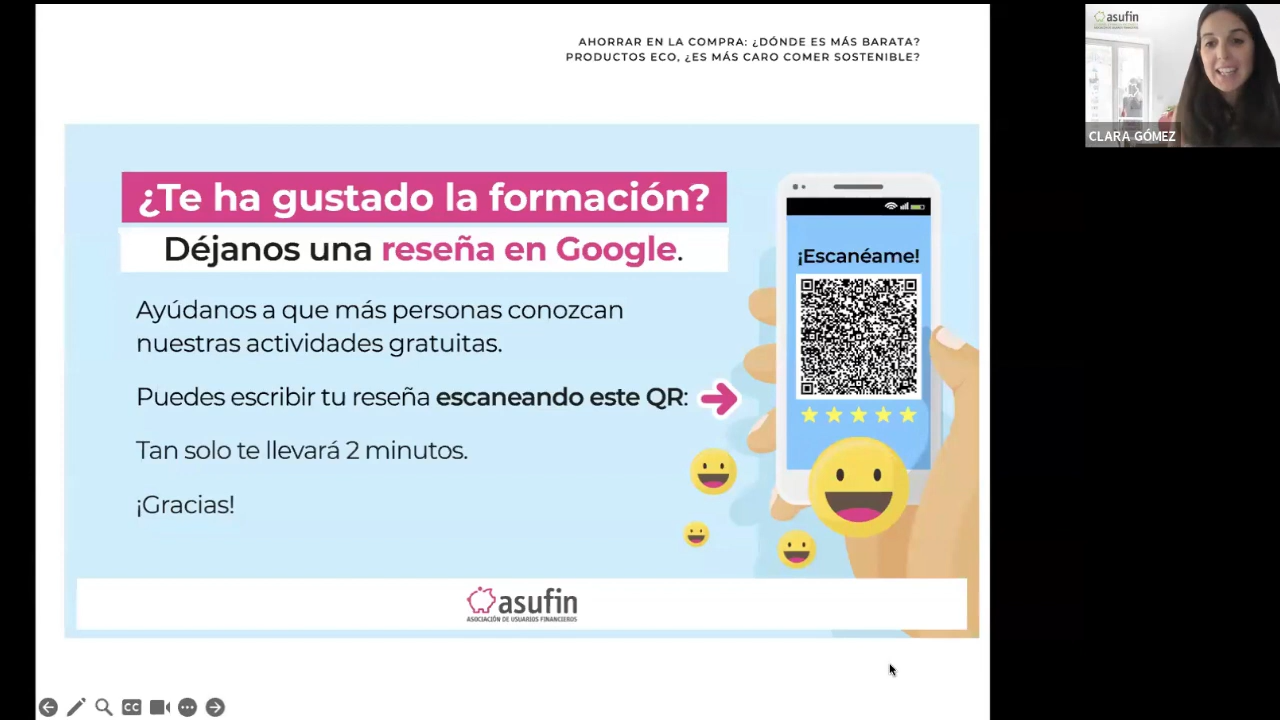 AHORRAR EN LA COMPRA: ¿DÓNDE ES MÁS BARATA?
PRODUCTOS ECO, ¿ES MÁS CARO COMER SOSTENIBLE?
asufin
CLARA GÓMEZ
¿Te ha gustado la formación?
Déjanos una reseña en Google.
Ayúdanos a que más personas conozcan
nuestras actividades gratuitas.
Puedes escribir tu reseña escaneando este QR:
Tan solo te llevará 2 minutos.
¡Gracias!
¡Escanéame!
asufin
ASOCIACIÓN DE USUARIOS FINANCIEROS
CC